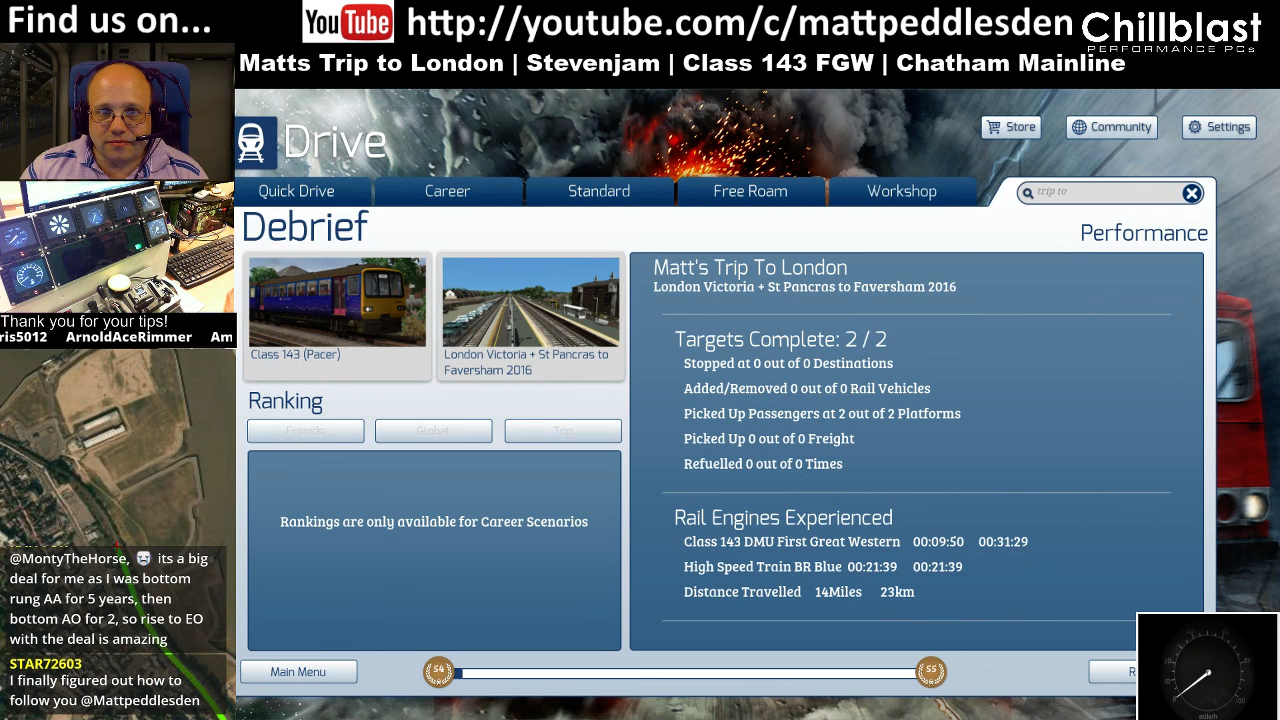 Find us on...
You Tube
http://youtube.com/c/mattpeddlesden
Chillblast
PERFORMANCE PCs
Matts Trip to London | Stevenjam | Class 143 FGW | Chatham Mainline
Drive
Store
Community
Settings
Quick Drive
Career
Standard
Free Roam
Workshop
trip to
Debrief
Performance
Class 143 (Pacer)
London Victoria + St Pancras to
Faversham 2016
Ranking
Friends
Global
Top
Rankings are only available for Career Scenarios
Matt's Trip To London
London Victoria + St Pancras to Faversham 2016
Targets Complete: 2 / 2
Stopped at 0 out of 0 Destinations
Added/Removed 0 out of 0 Rail Vehicles
Picked Up Passengers at 2 out of 2 Platforms
Picked Up 0 out of 0 Freight
Refuelled 0 out of 0 Times
Rail Engines Experienced
Class 143 DMU First Great Western 00:09:50 00:31:29
High Speed Train BR Blue 00:21:39 00:21:39
Distance Travelled 14Miles 23km
Main Menu
54
55
R
Thank you for your tips!
ris5012 ArnoldAceRimmer Am
@MontyTheHorse, its a big
deal for me as I was bottom
rung AA for 5 years, then
bottom AO for 2, so rise to EO
with the deal is amazing
STAR72603
I finally figured out how to
follow you @Mattpeddlesden